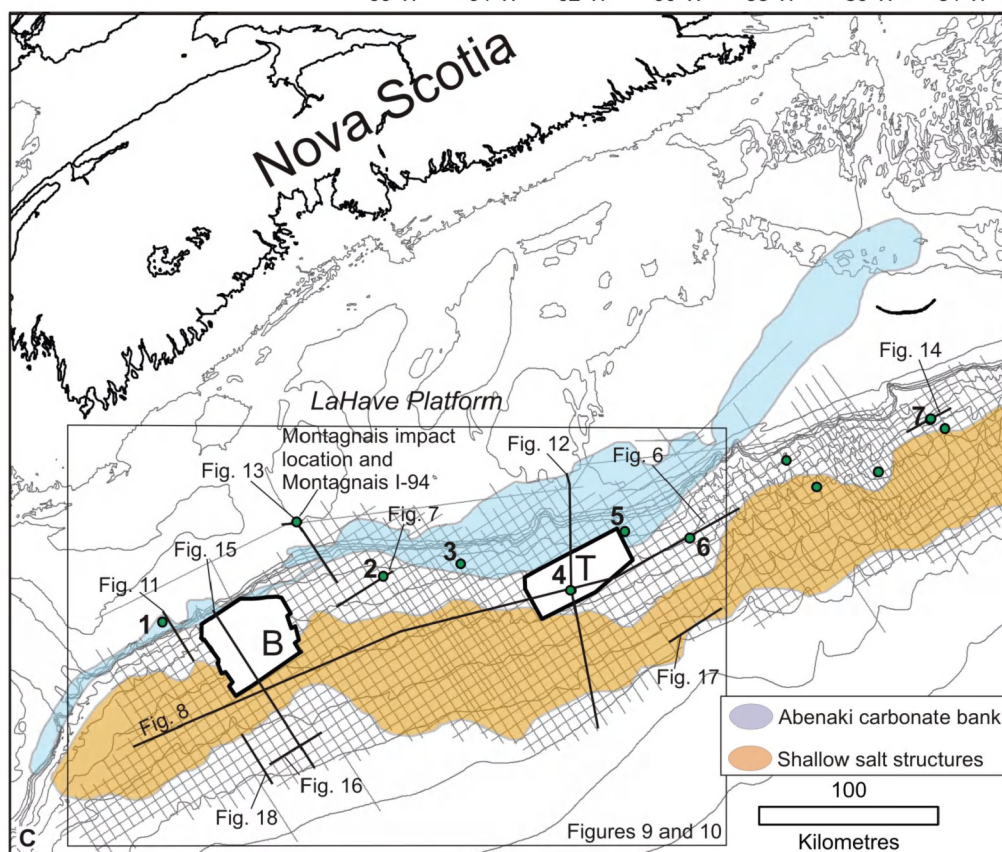 Nova Scotia
LaHave Platform
Montagnais impact
location and
Montagnais I-94
Fig. 12
Fig. 6
Fig. 14
7
Fig. 13
Fig. 7
Fig. 15
2
3
5
6
Fig. 11
1
B
4
T
Fig. 8
Fig. 17
Fig. 16
Fig. 18
Abenaki carbonate bank
Shallow salt structures
100
Kilometres
Figures 9 and 10
C